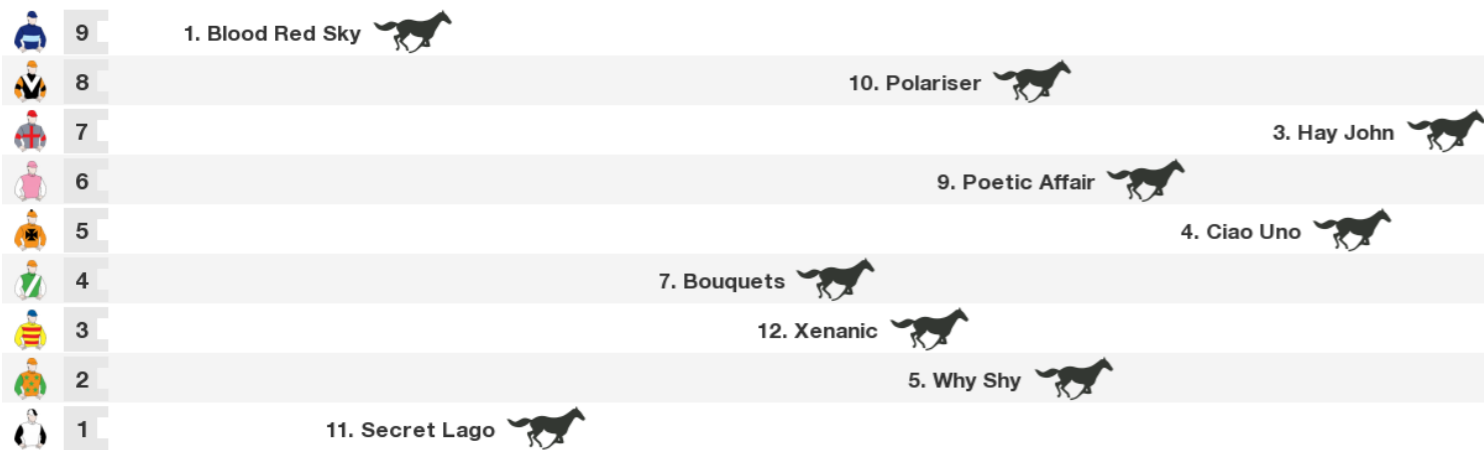 9 1. Blood Red Sky
8 10. Polariser
7 3. Hay John
6 9. Poetic Affair
5 4. Ciao Uno
4 7. Bouquets
3 12. Xenanic
2 5. Why Shy
1 11. Secret Lago